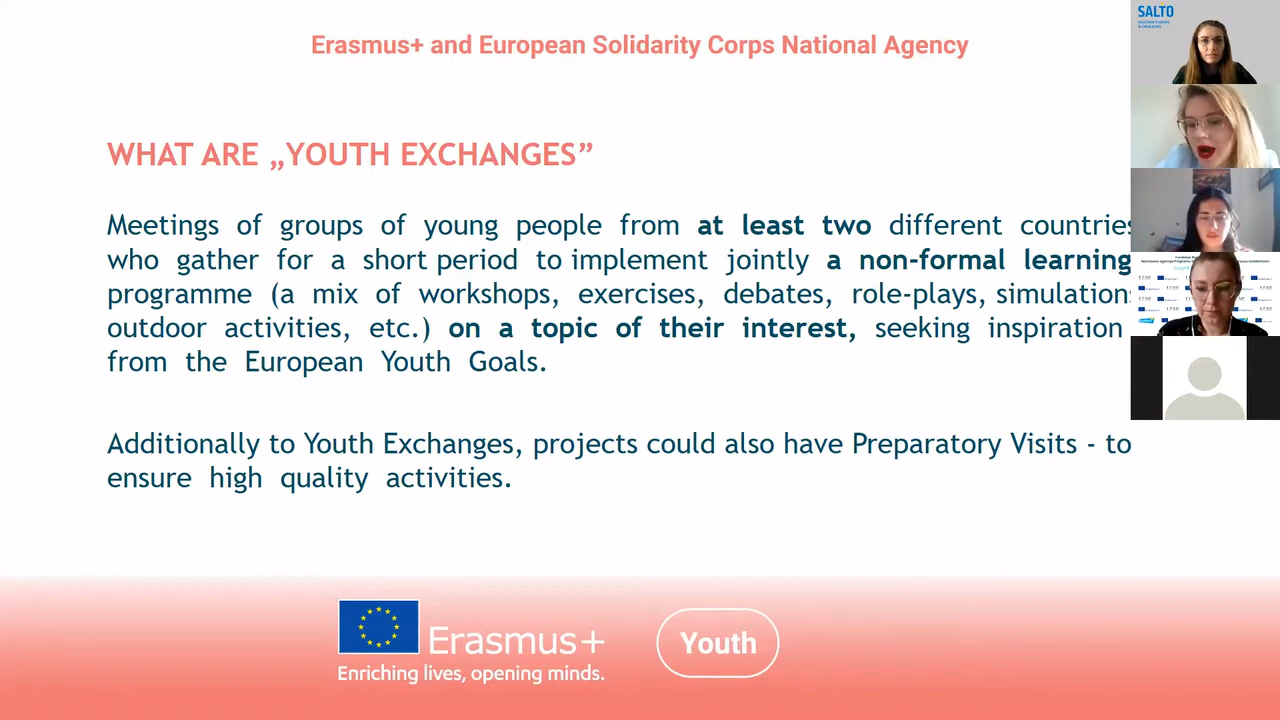 Erasmus+ and European Solidarity Corps National Agency
SALTO
WHAT ARE „YOUTH EXCHANGES”
Meetings of groups of young people from at least two different countries
who gather for a short period to implement jointly a non-formal learning
programme (a mix of workshops, exercises, debates, role-plays, simulations
outdoor activities, etc.) on a topic of their interest, seeking inspiration
from the European Youth Goals.
Additionally to Youth Exchanges, projects could also have Preparatory Visits - to
ensure high quality activities.
Erasmus+
Enriching lives, opening minds.
Youth